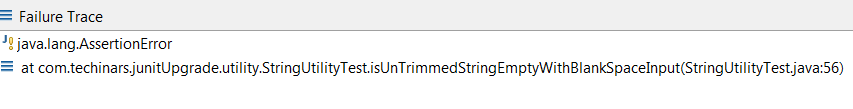 Failure Trace
java.lang.AssertionError
at com.techinars.junitUpgrade.utility.StringUtilityTest.isUnTrimmedStringEmptyWithBlankSpaceInput(StringUtilityTest.java:56)